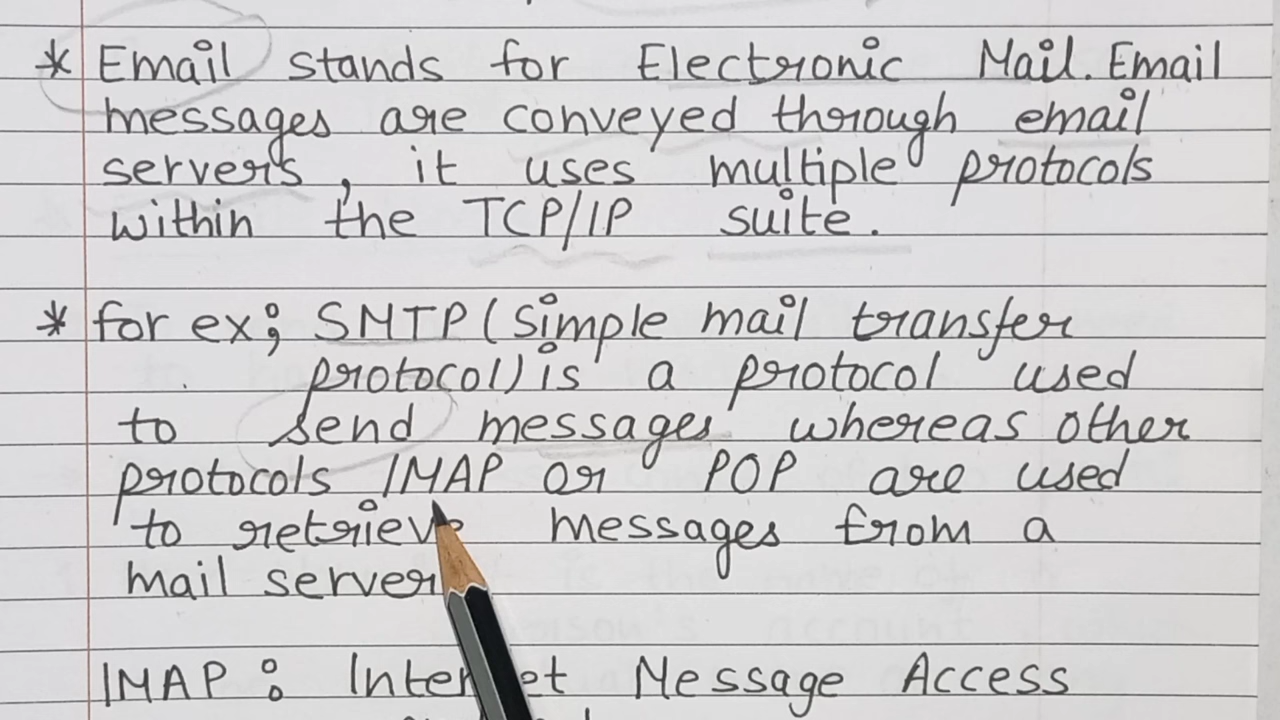 * Email stands for Electronic Mail. Email
messages are conveyed through email
servers, it uses multiple protocols
within the TCP/IP suite.
* for ex; SMTP (Simple mail transfer
protocol) is a protocol used
to send messages whereas other
protocols IMAP or POP are used
to retrieve messages from a
mail server
IMAP : Internet Message Access